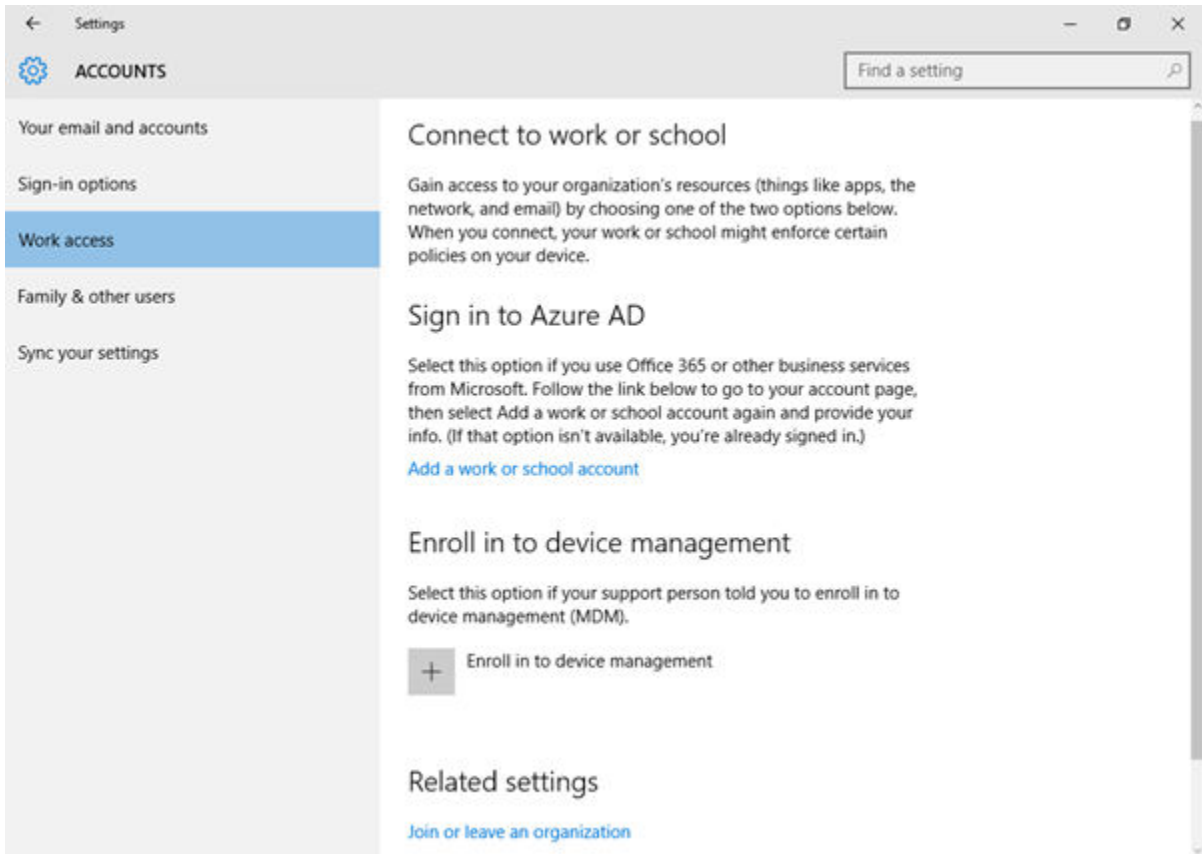 Settings
ACCOUNTS
Find a setting
Your email and accounts
Sign-in options
Work access
Family & other users
Sync your settings
Connect to work or school
Gain access to your organization's resources (things like apps, the
network, and email) by choosing one of the two options below.
When you connect, your work or school might enforce certain
policies on your device.
Sign in to Azure AD
Select this option if you use Office 365 or other business services
from Microsoft. Follow the link below to go to your account page,
then select Add a work or school account again and provide your
info. (If that option isn't available, you're already signed in.)
Add a work or school account
Enroll in to device management
Select this option if your support person told you to enroll in to
device management (MDM).
Enroll in to device management
Related settings
Join or leave an organization